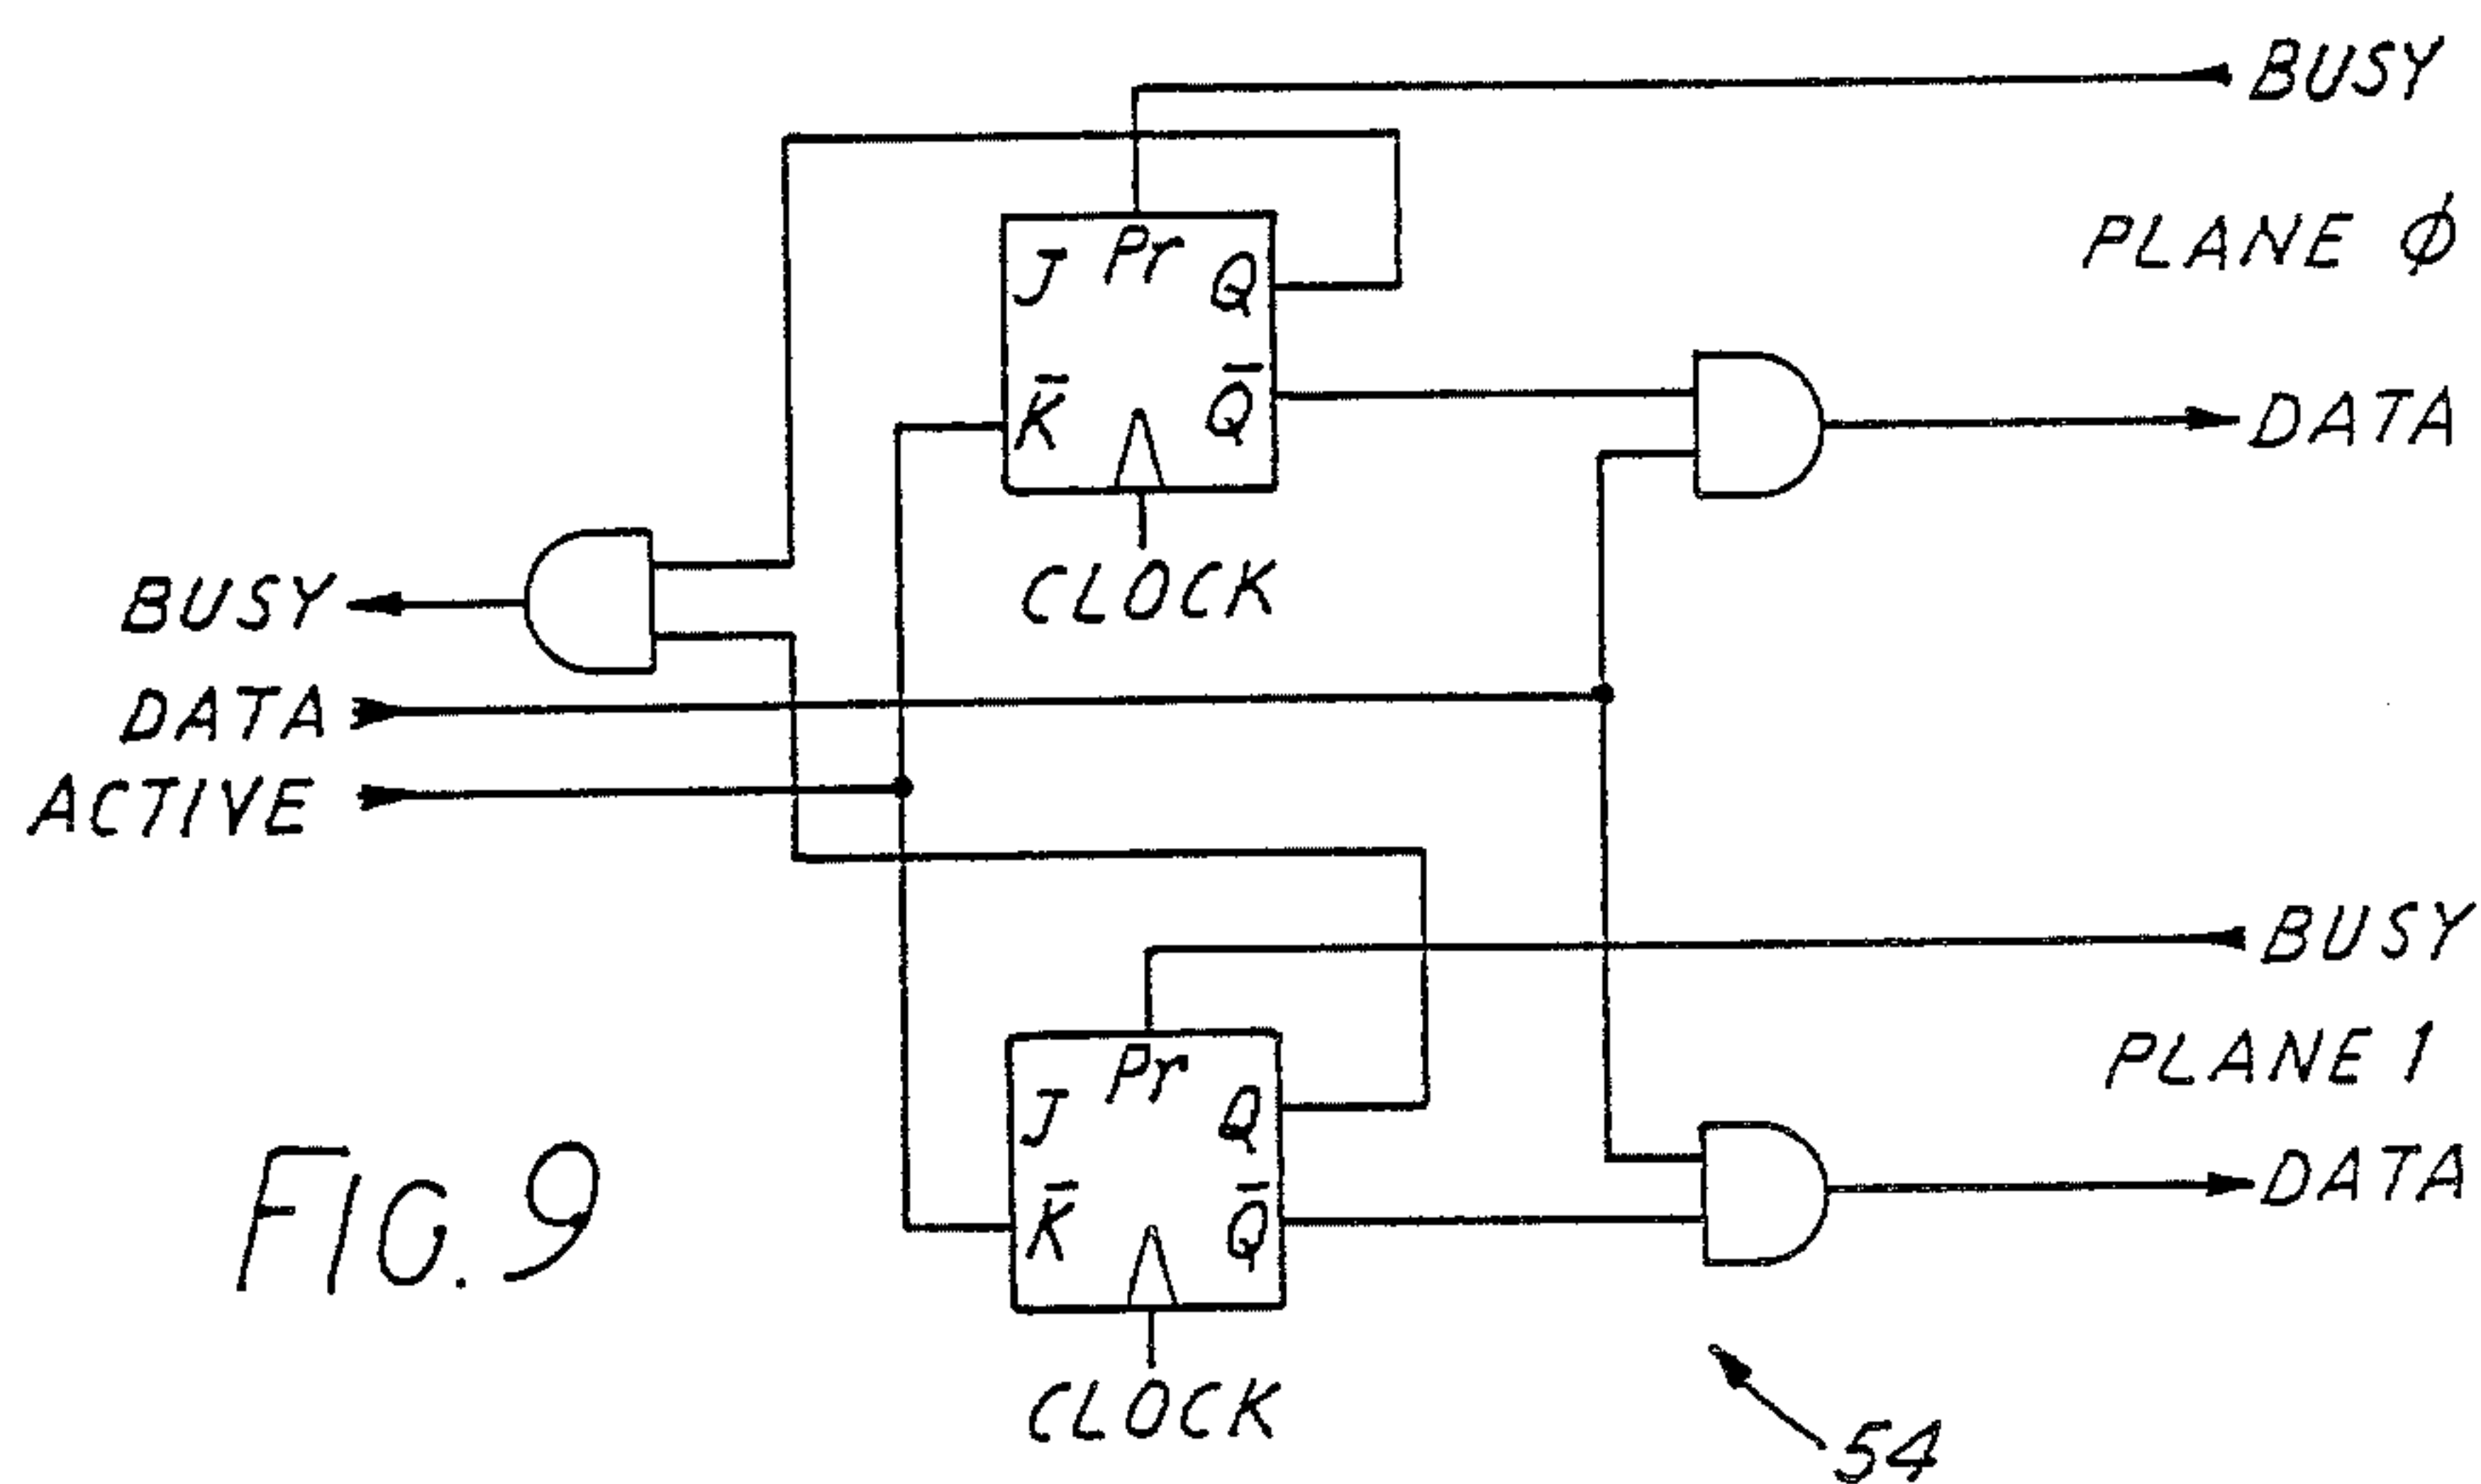 BUSY
PLANE Ø
J Pr Q
K̅ Q̅
DATA
CLOCK
BUSY
DATA
ACTIVE
BUSY
PLANE 1
J Pr Q
K̅ Q̅
DATA
CLOCK
FIG. 9
54